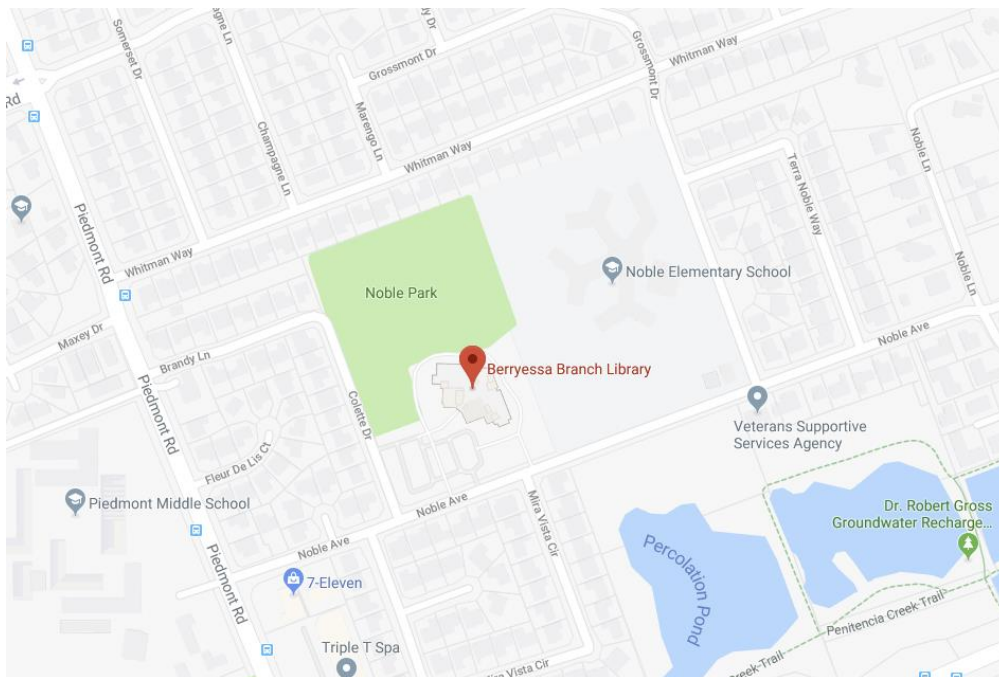 Somerset Dr
Champagne Ln
Grossmont Dr
Marengo Ln
Whitman Way
Grossmont Dr
Whitman Way
Noble Ln
Terra Noble Way
Rd
Piedmont Rd
Whitman Way
Noble Park
Noble Elementary School
Noble Ln
Maxey Dr
Brandy Ln
Noble Ave
Berryessa Branch Library
Piedmont Rd
Colette Dr
Veterans Supportive
Services Agency
Fleur De Lis Ct
Piedmont Middle School
Noble Ave
Mira Vista Cir
Dr. Robert Gross
Groundwater Recharge...
Noble Ave
Percolation Pond
Piedmont Rd
7-Eleven
Penitencia Creek Trail
Triple T Spa
Creek-Trail
Vista Cir